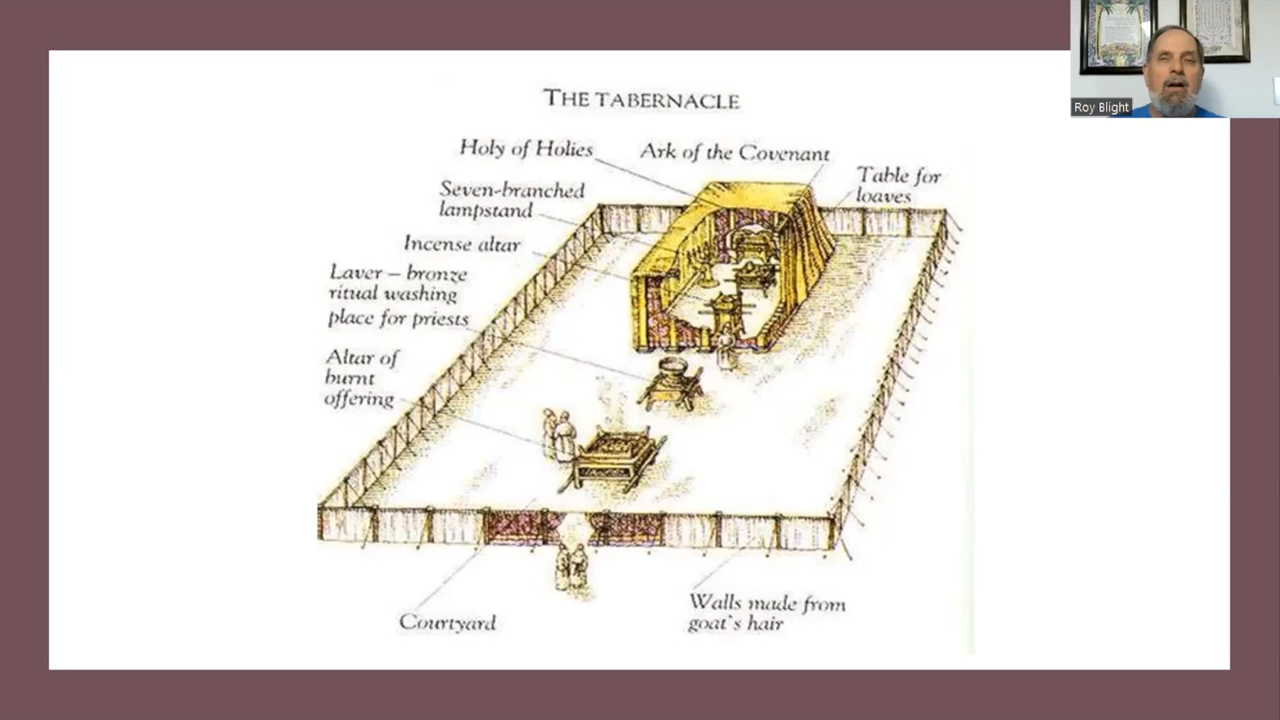 THE TABERNACLE
Holy of Holies
Ark of the Covenant
Table for
loaves
Seven-branched
lampstand
Incense altar
Laver – bronze
ritual washing
place for priests
Altar of
burnt
offering
Courtyard
Walls made from
goat's hair
Roy Blight